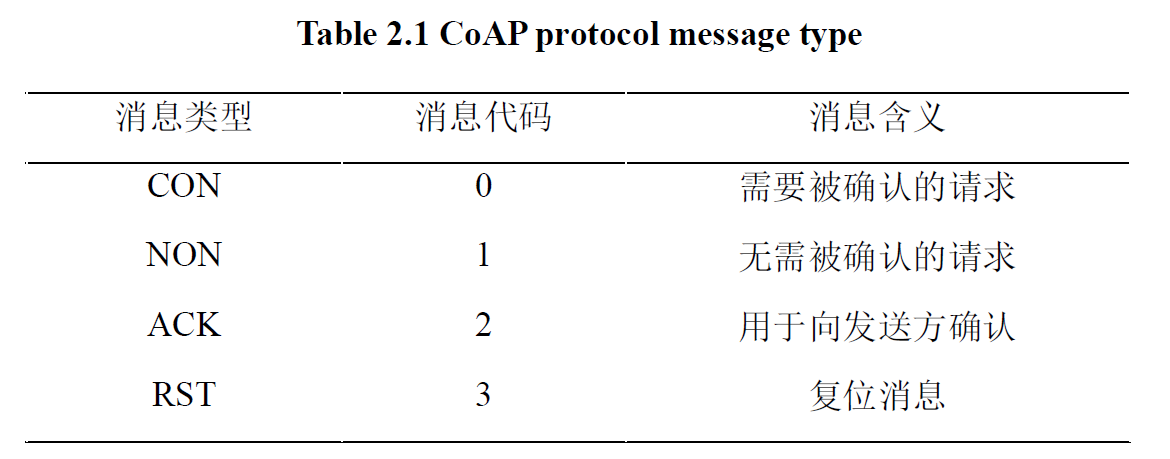 Table 2.1 CoAP protocol message type
消息类型 消息代码 消息含义
CON 0 需要被确认的请求
NON 1 无需被确认的请求
ACK 2 用于向发送方确认
RST 3 复位消息